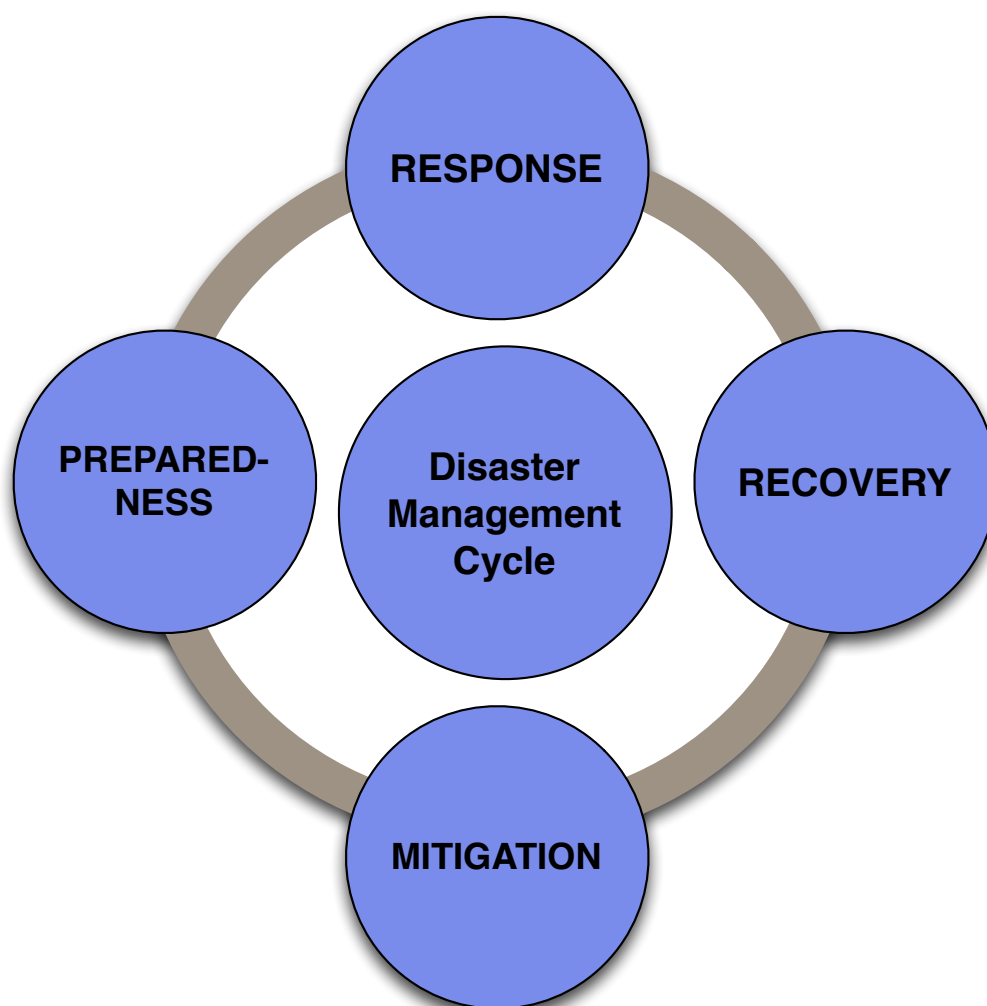 RESPONSE
PREPARED-
NESS
Disaster
Management
Cycle
RECOVERY
MITIGATION